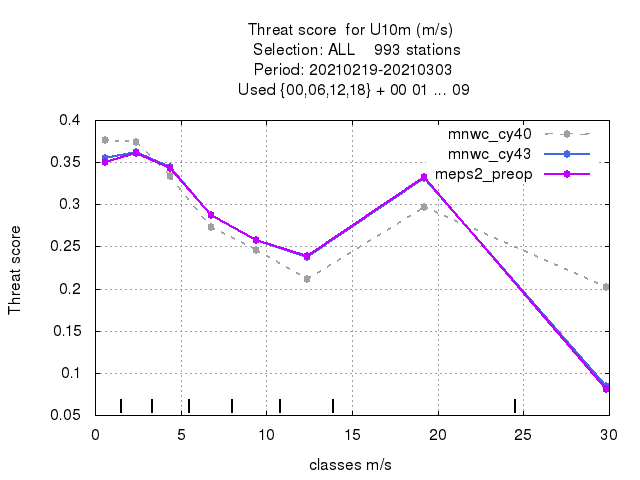 Threat score  for U10m (m/s)
Selection: ALL    993 stations
Period: 20210219-20210303
Used {00,06,12,18} + 00 01 ... 09
mnwc_cy40
mnwc_cy43
meps2_preop
Threat score
0.4
0.35
0.3
0.25
0.2
0.15
0.1
0.05
0 5 10 15 20 25 30
classes m/s